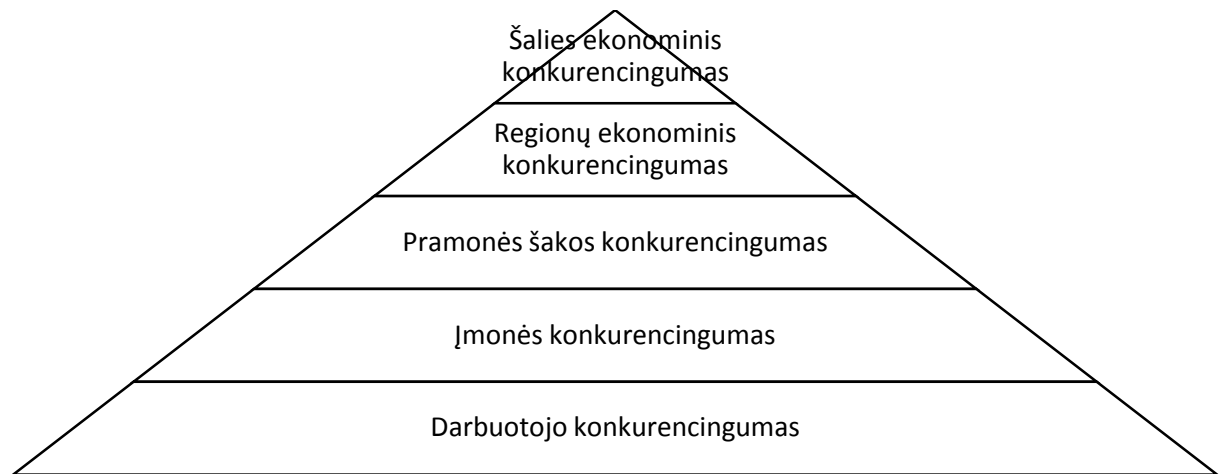 Šalies ekonominis
konkurencingumas
Regionų ekonominis
konkurencingumas
Pramonės šakos konkurencingumas
Įmonės konkurencingumas
Darbuotojo konkurencingumas